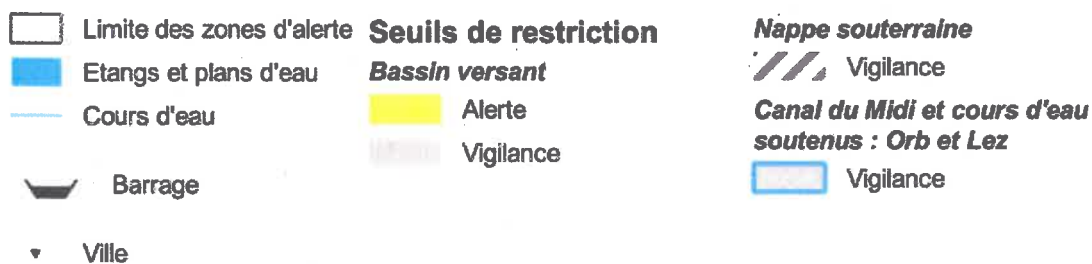 Limite des zones d'alerte
Etangs et plans d'eau
Cours d'eau
Barrage
Ville
Seuils de restriction
Bassin versant
Alerte
Vigilance
Nappe souterraine
Vigilance
Canal du Midi et cours d'eau
soutenus : Orb et Lez
Vigilance